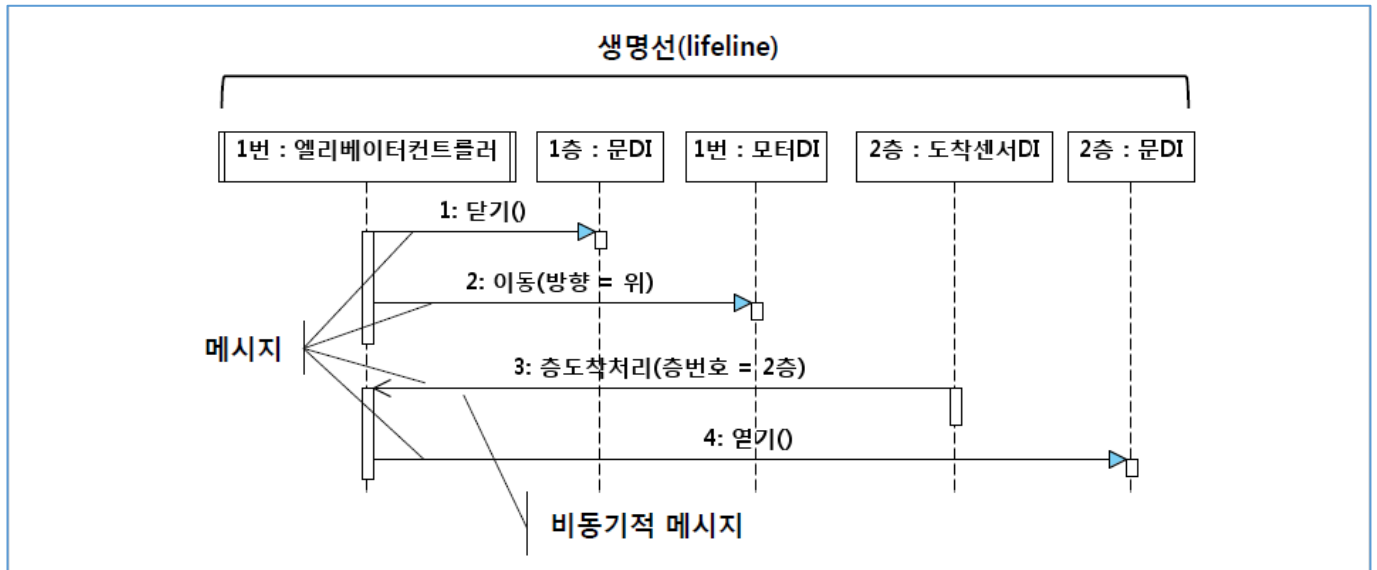 생명선(lifeline)
1번 : 엘리베이터컨트롤러
1층 : 문DI
1번 : 모터DI
2층 : 도착센서DI
2층 : 문DI
1: 닫기()
2: 이동(방향 = 위)
메시지
3: 층도착처리(층번호 = 2층)
4: 열기()
비동기적 메시지